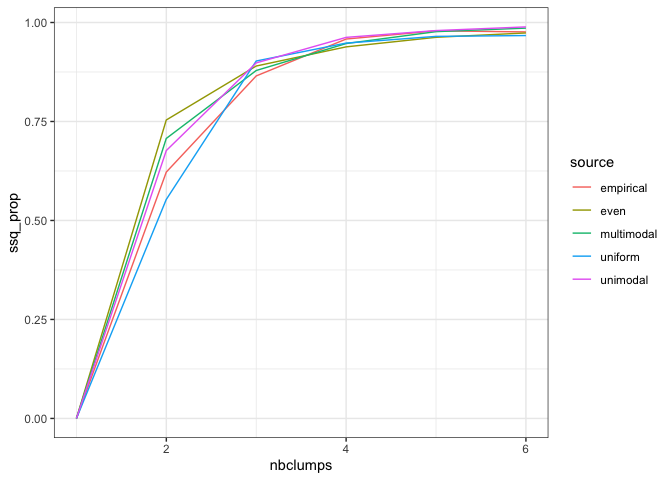 1.00
0.75
0.50
0.25
0.00
ssq_prop
2
4
6
nbclumps
source
empirical
even
multimodal
uniform
unimodal